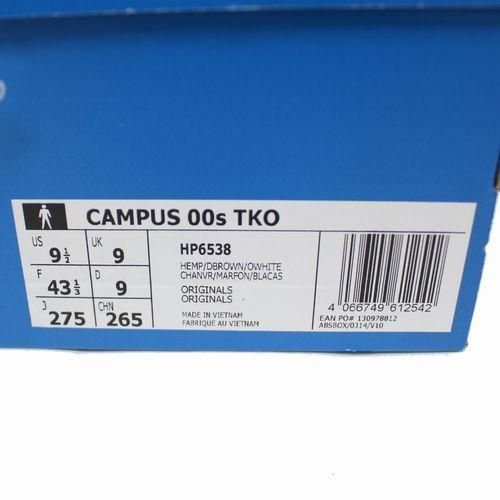 CAMPUS 00s TKO
US 9 1/2 UK 9
F 43 1/3 D 9
J 275 CHN 265
HP6538
HEMP/DBROWN/OWHITE
CHANVR/MARFON/BLACAS
ORIGINALS
ORIGINALS
MADE IN VIETNAM
FABRIQUE AU VIETNAM
4 066749 612542
EAN PO# 130978812
ABSBOX/0314/V10